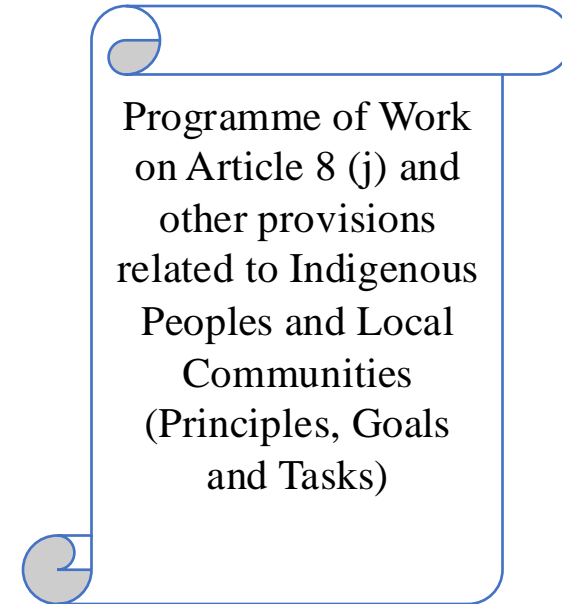 Programme of Work
on Article 8 (j) and
other provisions
related to Indigenous
Peoples and Local
Communities
(Principles, Goals
and Tasks)